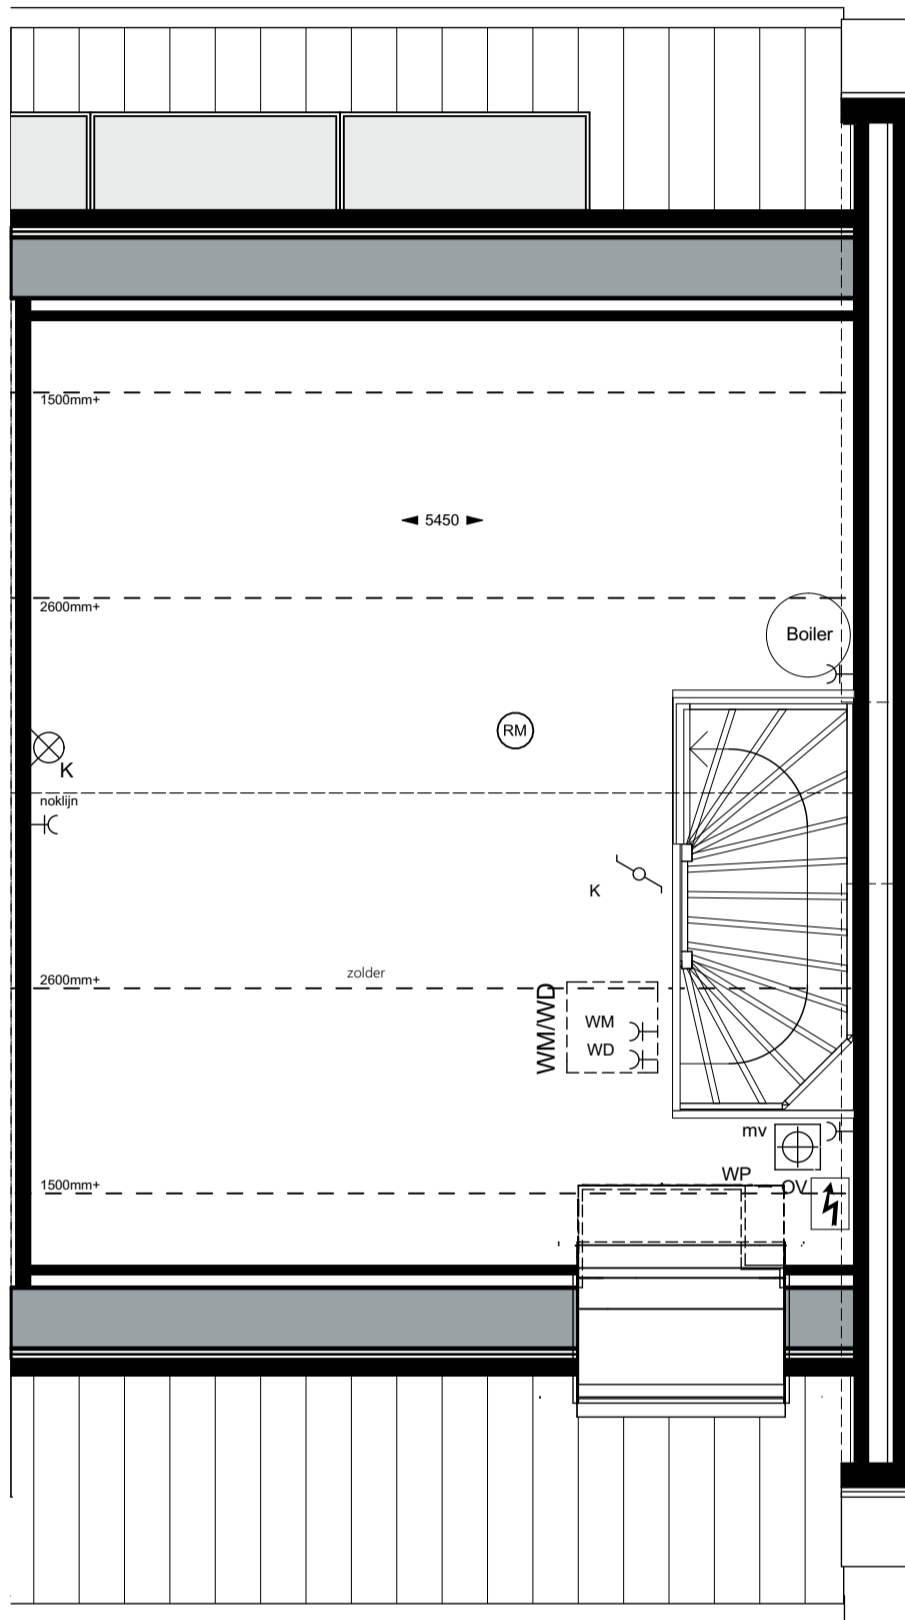 1500mm+
5450
2600mm+
Boiler
RM
K
noklijn
K
zolder
2600mm+
WM/WD
WM
WD
mv
WP
OV
1500mm+